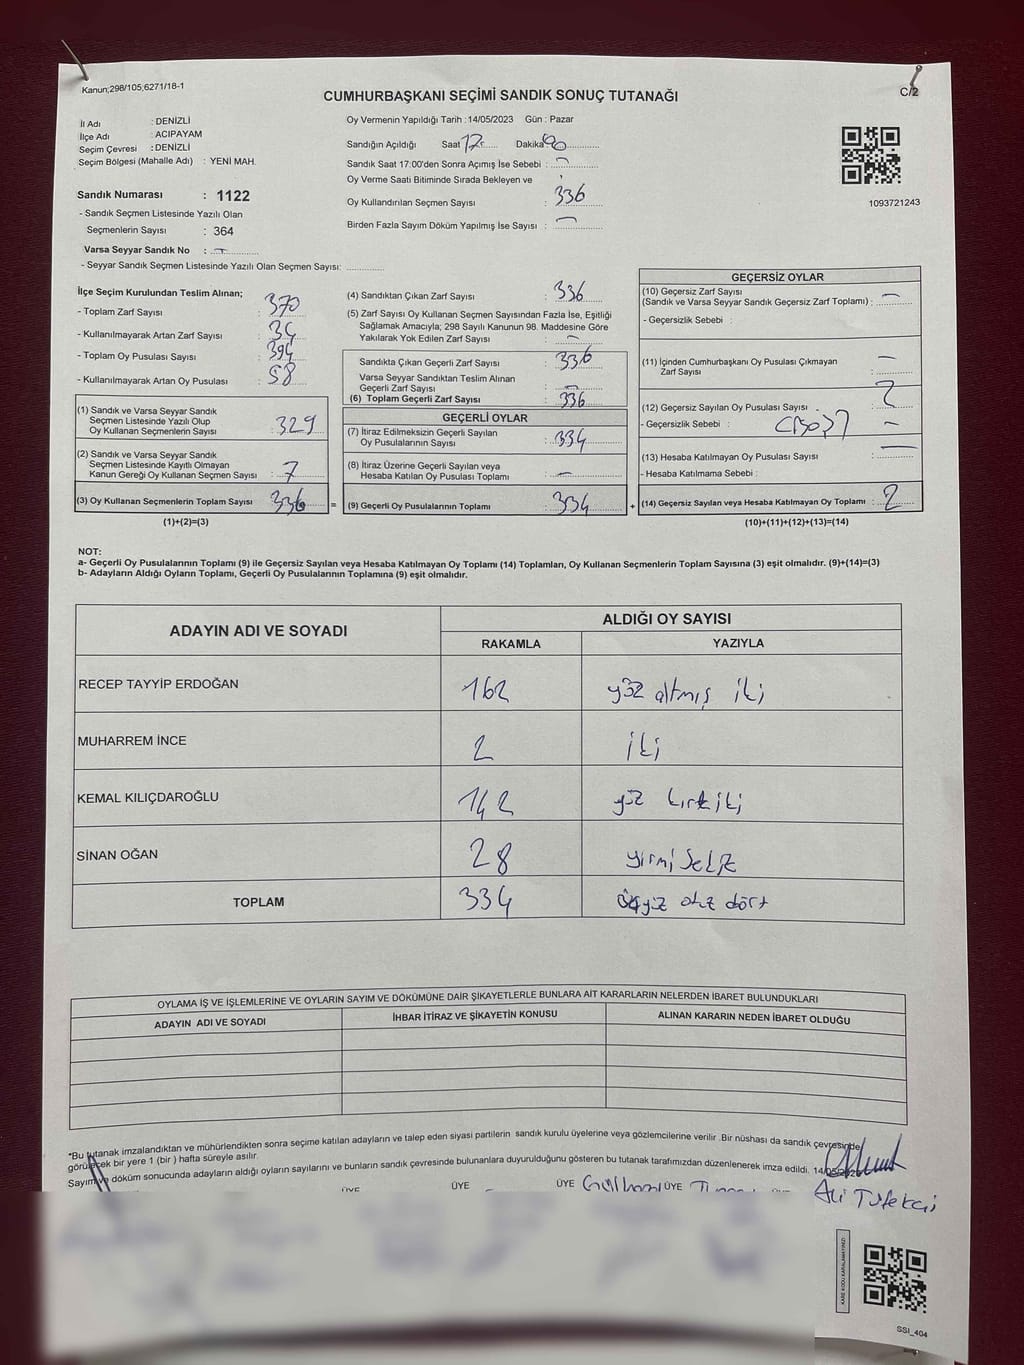 Kanun;298/105;6271/18-1
C/2
CUMHURBAŞKANI SEÇİMİ SANDIK SONUÇ TUTANAĞI
İl Adı : DENİZLİ
İlçe Adı : ACIPAYAM
Seçim Çevresi : DENİZLİ
Seçim Bölgesi (Mahalle Adı) : YENİ MAH.
Sandık Numarası : 1122
- Sandık Seçmen Listesinde Yazılı Olan
Seçmenlerin Sayısı : 364
Varsa Seyyar Sandık No :
- Seyyar Sandık Seçmen Listesinde Yazılı Olan Seçmen Sayısı:
Oy Vermenin Yapıldığı Tarih : 14/05/2023 Gün : Pazar
Sandığın Açıldığı Saat Dakika
Sandık Saat 17:00'den Sonra Açımış İse Sebebi :
Oy Verme Saati Bitiminde Sırada Bekleyen ve
Oy Kullandırılan Seçmen Sayısı : 336
Birden Fazla Sayım Döküm Yapılmış İse Sayısı :
1093721243
İlçe Seçim Kurulundan Teslim Alınan;
- Toplam Zarf Sayısı : 370
- Kullanılmayarak Artan Zarf Sayısı : 34
- Toplam Oy Pusulası Sayısı : 394
- Kullanılmayarak Artan Oy Pusulası : 58
(1) Sandık ve Varsa Seyyar Sandık
Seçmen Listesinde Yazılı Olup
Oy Kullanan Seçmenlerin Sayısı : 329
(2) Sandık ve Varsa Seyyar Sandık
Seçmen Listesinde Kayıtlı Olmayan
Kanun Gereği Oy Kullanan Seçmen Sayısı : 7
(3) Oy Kullanan Seçmenlerin Toplam Sayısı : 336
(1)+(2)=(3)
(4) Sandıktan Çıkan Zarf Sayısı : 336
(5) Zarf Sayısı Oy Kullanan Seçmen Sayısından Fazla İse, Eşitliği
Sağlamak Amacıyla; 298 Sayılı Kanunun 98. Maddesine Göre
Yakılarak Yok Edilen Zarf Sayısı :
Sandıkta Çıkan Geçerli Zarf Sayısı : 336
Varsa Seyyar Sandıktan Teslim Alınan
Geçerli Zarf Sayısı :
(6) Toplam Geçerli Zarf Sayısı : 336
GEÇERLİ OYLAR
(7) İtiraz Edilmeksizin Geçerli Sayılan
Oy Pusulalarının Sayısı : 334
(8) İtiraz Üzerine Geçerli Sayılan veya
Hesaba Katılan Oy Pusulası Toplamı :
= (9) Geçerli Oy Pusulalarının Toplamı : 334
GEÇERSİZ OYLAR
(10) Geçersiz Zarf Sayısı
(Sandık ve Varsa Seyyar Sandık Geçersiz Zarf Toplamı) :
- Geçersizlik Sebebi :
(11) İçinden Cumhurbaşkanı Oy Pusulası Çıkmayan
Zarf Sayısı :
(12) Geçersiz Sayılan Oy Pusulası Sayısı : 2
- Geçersizlik Sebebi :
(13) Hesaba Katılmayan Oy Pusulası Sayısı :
- Hesaba Katılmama Sebebi :
+ (14) Geçersiz Sayılan veya Hesaba Katılmayan Oy Toplamı : 2
(10)+(11)+(12)+(13)=(14)
NOT:
a- Geçerli Oy Pusulalarının Toplamı (9) ile Geçersiz Sayılan veya Hesaba Katılmayan Oy Toplamı (14) Toplamları, Oy Kullanan Seçmenlerin Toplam Sayısına (3) eşit olmalıdır. (9)+(14)=(3)
b- Adayların Aldığı Oyların Toplamı, Geçerli Oy Pusulalarının Toplamına (9) eşit olmalıdır.
ADAYIN ADI VE SOYADI ALDIĞI OY SAYISI
RAKAMLA YAZIYLA
RECEP TAYYİP ERDOĞAN 162 yüz altmış iki
MUHARREM İNCE 2 iki
KEMAL KILIÇDAROĞLU 142 yüz kırk iki
SİNAN OĞAN 28 yirmi sekiz
TOPLAM 334 üçyüz otuz dört
OYLAMA İŞ VE İŞLEMLERİNE VE OYLARIN SAYIM VE DÖKÜMÜNE DAİR ŞİKAYETLERLE BUNLARA AİT KARARLARIN NELERDEN İBARET BULUNDUKLARI
ADAYIN ADI VE SOYADI İHBAR İTİRAZ VE ŞİKAYETİN KONUSU ALINAN KARARIN NEDEN İBARET OLDUĞU
*Bu tutanak imzalandıktan ve mühürlendikten sonra seçime katılan adayların ve talep eden siyasi partilerin sandık kurulu üyelerine veya gözlemcilerine verilir .Bir nüshası da sandık çevresinde
görülecek bir yere 1 (bir ) hafta süreyle asılır.
Sayım ve döküm sonucunda adayların aldığı oyların sayılarını ve bunların sandık çevresinde bulunanlara duyurulduğunu gösteren bu tutanak tarafımızdan düzenlenerek imza edildi. 14/05/2023
ÜYE ÜYE ÜYE ÜYE
Ali Tüfekci
KARE KODU KARALAMAYINIZ!
SSI_404